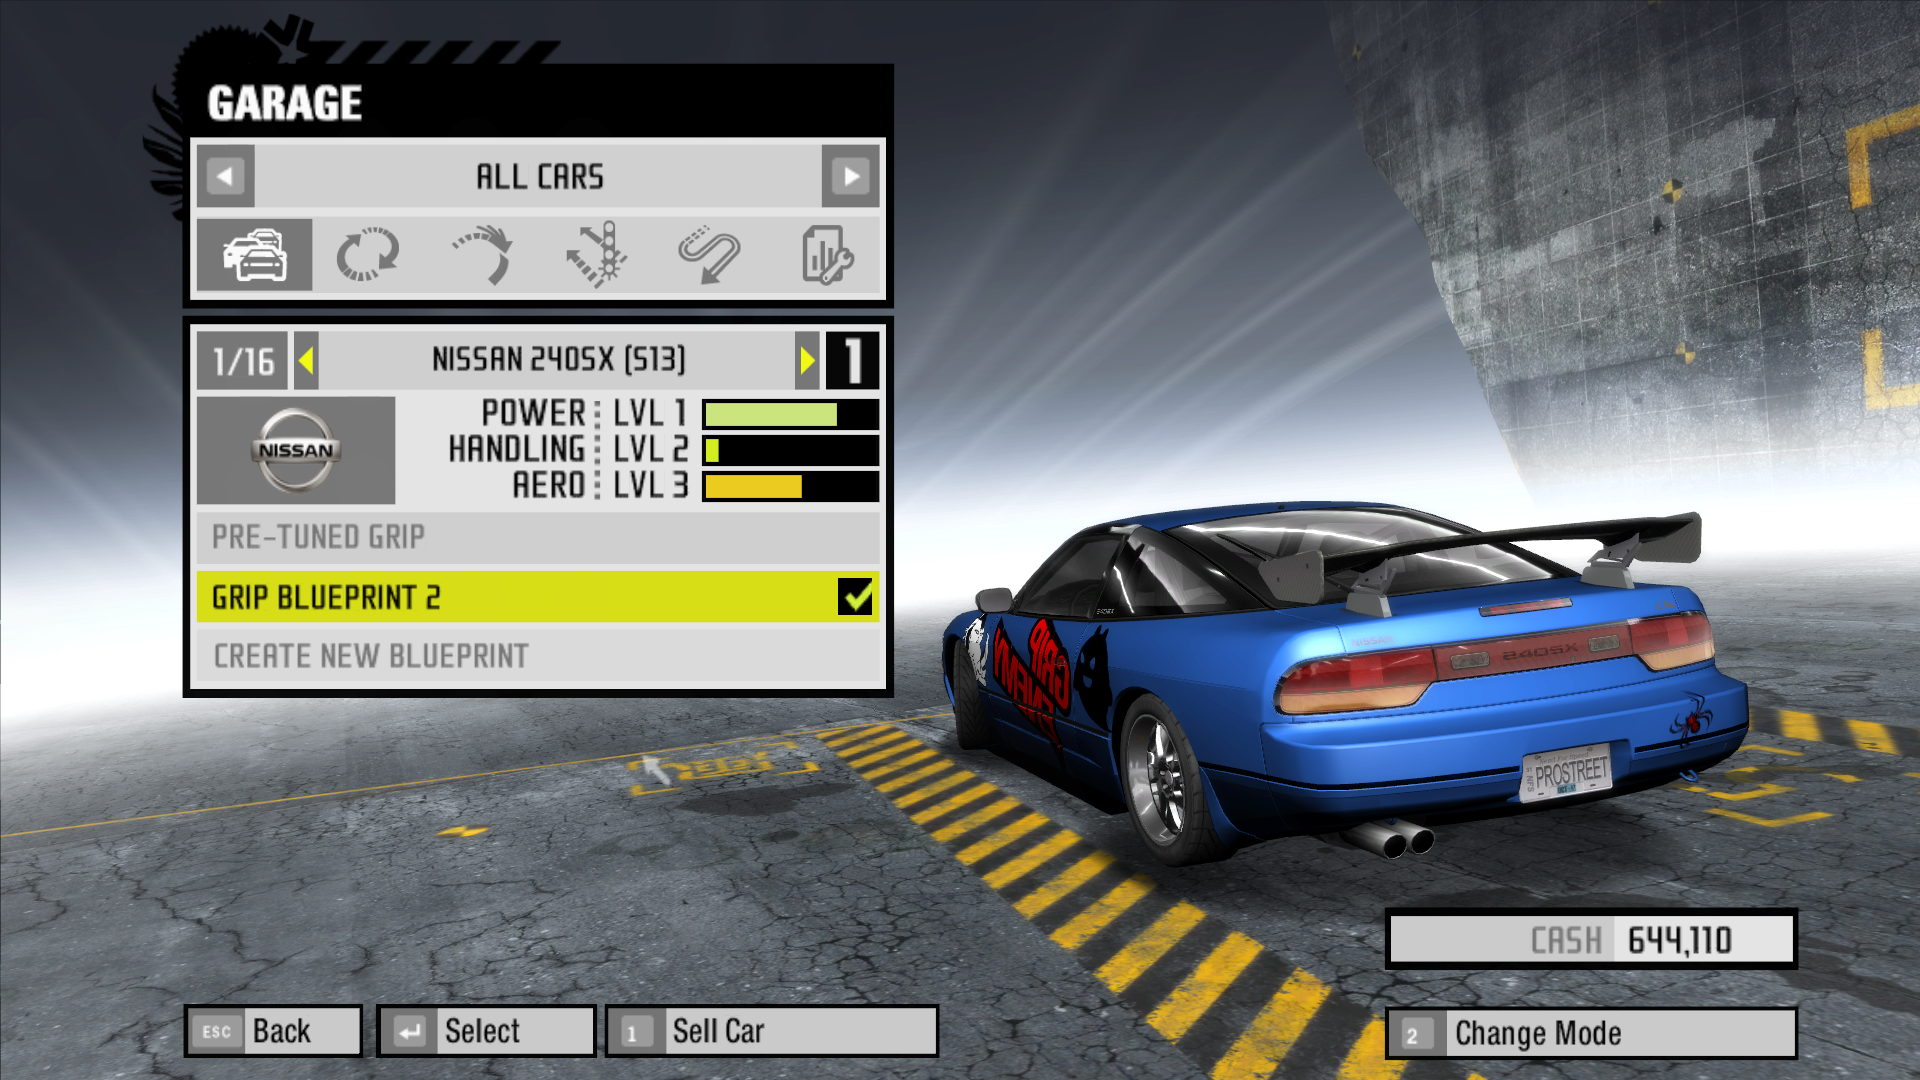 GARAGE
ALL CARS
1/16
NISSAN 240SX (S13)
1
NISSAN
POWER LVL 1
HANDLING LVL 2
AERO LVL 3
PRE-TUNED GRIP
GRIP BLUEPRINT 2
CREATE NEW BLUEPRINT
NISSAN
240SX
PROSTREET
CASH 644,110
ESC Back
Select
1 Sell Car
2 Change Mode